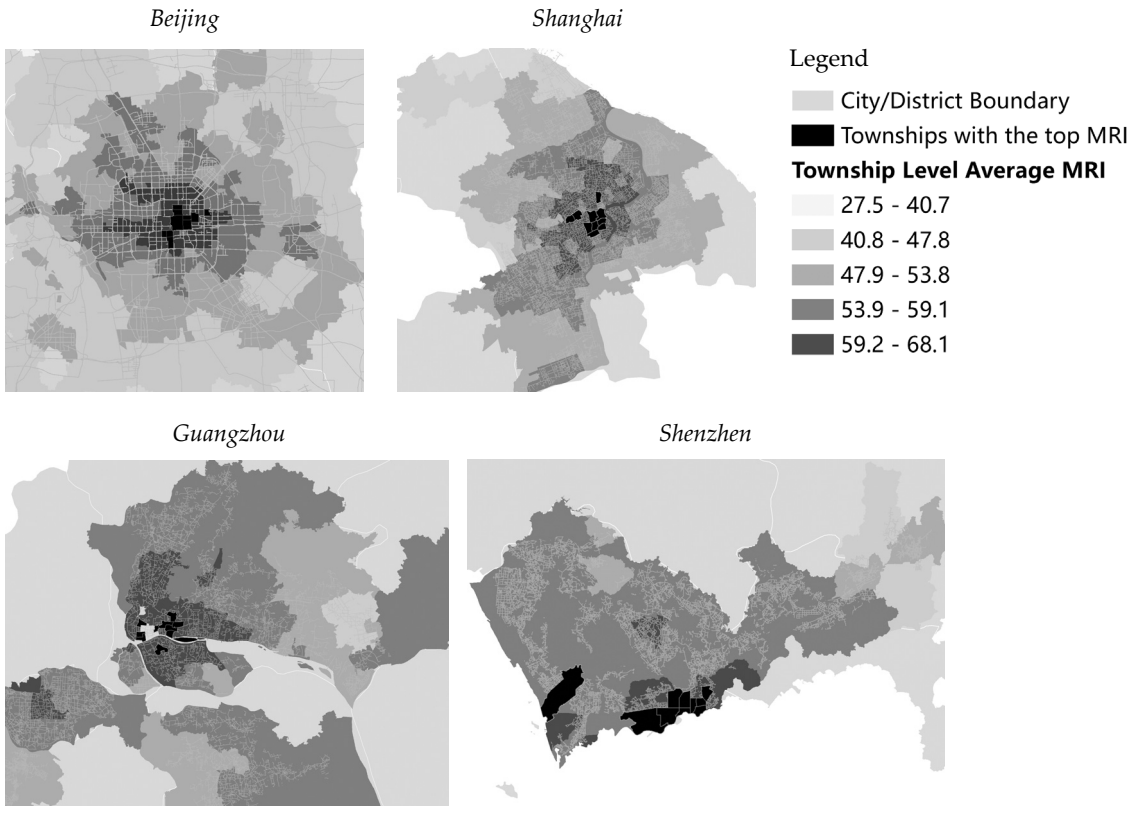 Beijing
Shanghai
Legend
City/District Boundary
Townships with the top MRI
Township Level Average MRI
27.5 - 40.7
40.8 - 47.8
47.9 - 53.8
53.9 - 59.1
59.2 - 68.1
Guangzhou
Shenzhen